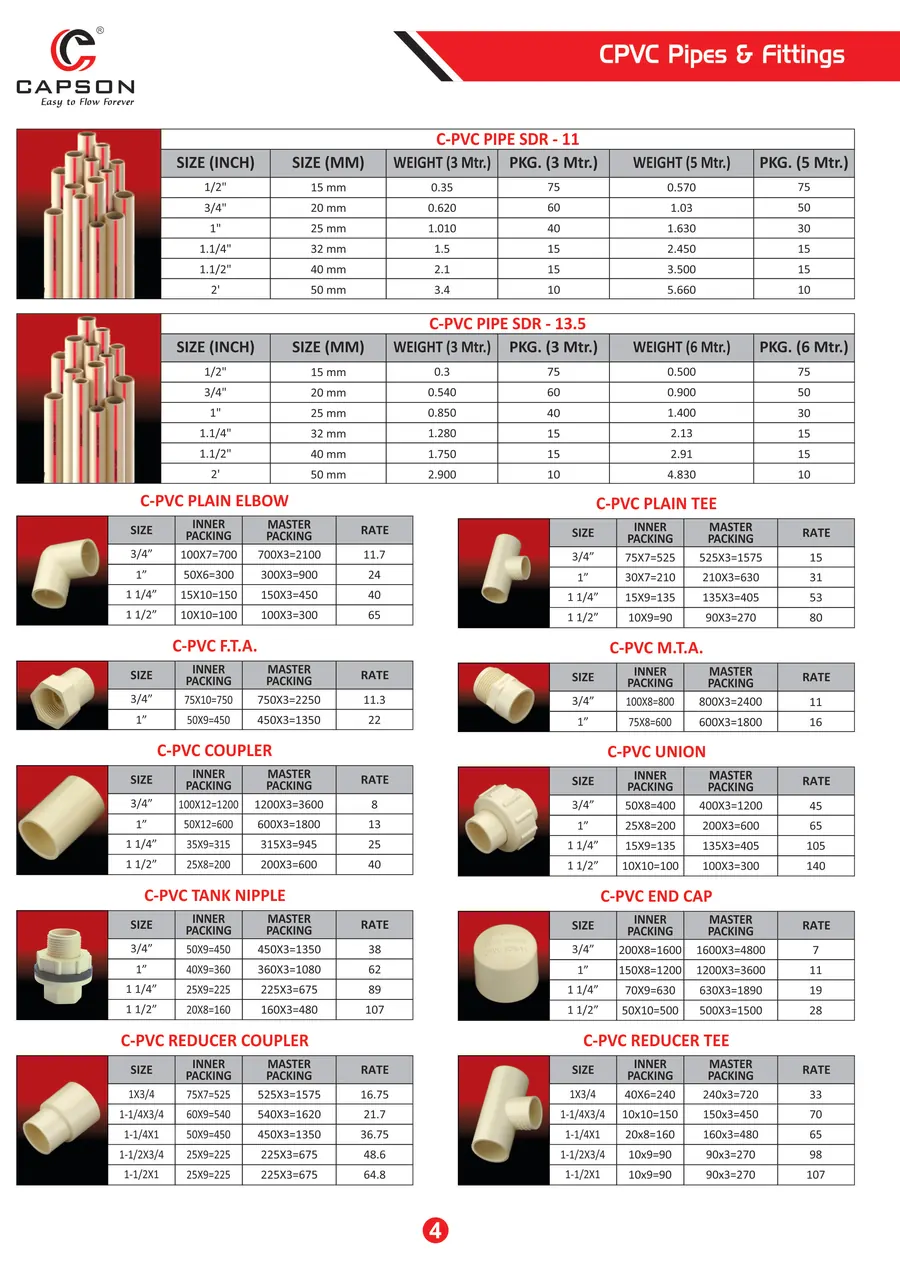 ®
CAPSON
Easy to Flow Forever
CPVC Pipes & Fittings
C-PVC PIPE SDR - 11
SIZE (INCH) SIZE (MM) WEIGHT (3 Mtr.) PKG. (3 Mtr.) WEIGHT (5 Mtr.) PKG. (5 Mtr.)
1/2" 15 mm 0.35 75 0.570 75
3/4" 20 mm 0.620 60 1.03 50
1" 25 mm 1.010 40 1.630 30
1.1/4" 32 mm 1.5 15 2.450 15
1.1/2" 40 mm 2.1 15 3.500 15
2' 50 mm 3.4 10 5.660 10
C-PVC PIPE SDR - 13.5
SIZE (INCH) SIZE (MM) WEIGHT (3 Mtr.) PKG. (3 Mtr.) WEIGHT (6 Mtr.) PKG. (6 Mtr.)
1/2" 15 mm 0.3 75 0.500 75
3/4" 20 mm 0.540 60 0.900 50
1" 25 mm 0.850 40 1.400 30
1.1/4" 32 mm 1.280 15 2.13 15
1.1/2" 40 mm 1.750 15 2.91 15
2' 50 mm 2.900 10 4.830 10
C-PVC PLAIN ELBOW
SIZE INNER PACKING MASTER PACKING RATE
3/4” 100X7=700 700X3=2100 11.7
1” 50X6=300 300X3=900 24
1 1/4” 15X10=150 150X3=450 40
1 1/2” 10X10=100 100X3=300 65
C-PVC PLAIN TEE
SIZE INNER PACKING MASTER PACKING RATE
3/4” 75X7=525 525X3=1575 15
1” 30X7=210 210X3=630 31
1 1/4” 15X9=135 135X3=405 53
1 1/2” 10X9=90 90X3=270 80
C-PVC F.T.A.
SIZE INNER PACKING MASTER PACKING RATE
3/4” 75X10=750 750X3=2250 11.3
1” 50X9=450 450X3=1350 22
C-PVC M.T.A.
SIZE INNER PACKING MASTER PACKING RATE
3/4” 100X8=800 800X3=2400 11
1” 75X8=600 600X3=1800 16
C-PVC COUPLER
SIZE INNER PACKING MASTER PACKING RATE
3/4” 100X12=1200 1200X3=3600 8
1” 50X12=600 600X3=1800 13
1 1/4” 35X9=315 315X3=945 25
1 1/2” 25X8=200 200X3=600 40
C-PVC UNION
SIZE INNER PACKING MASTER PACKING RATE
3/4” 50X8=400 400X3=1200 45
1” 25X8=200 200X3=600 65
1 1/4” 15X9=135 135X3=405 105
1 1/2” 10X10=100 100X3=300 140
C-PVC TANK NIPPLE
SIZE INNER PACKING MASTER PACKING RATE
3/4” 50X9=450 450X3=1350 38
1” 40X9=360 360X3=1080 62
1 1/4” 25X9=225 225X3=675 89
1 1/2” 20X8=160 160X3=480 107
C-PVC END CAP
SIZE INNER PACKING MASTER PACKING RATE
3/4” 200X8=1600 1600X3=4800 7
1” 150X8=1200 1200X3=3600 11
1 1/4” 70X9=630 630X3=1890 19
1 1/2” 50X10=500 500X3=1500 28
C-PVC REDUCER COUPLER
SIZE INNER PACKING MASTER PACKING RATE
1X3/4 75X7=525 525X3=1575 16.75
1-1/4X3/4 60X9=540 540X3=1620 21.7
1-1/4X1 50X9=450 450X3=1350 36.75
1-1/2X3/4 25X9=225 225X3=675 48.6
1-1/2X1 25X9=225 225X3=675 64.8
C-PVC REDUCER TEE
SIZE INNER PACKING MASTER PACKING RATE
1X3/4 40X6=240 240x3=720 33
1-1/4X3/4 10x10=150 150x3=450 70
1-1/4X1 20x8=160 160x3=480 65
1-1/2X3/4 10x9=90 90x3=270 98
1-1/2X1 10x9=90 90x3=270 107
4